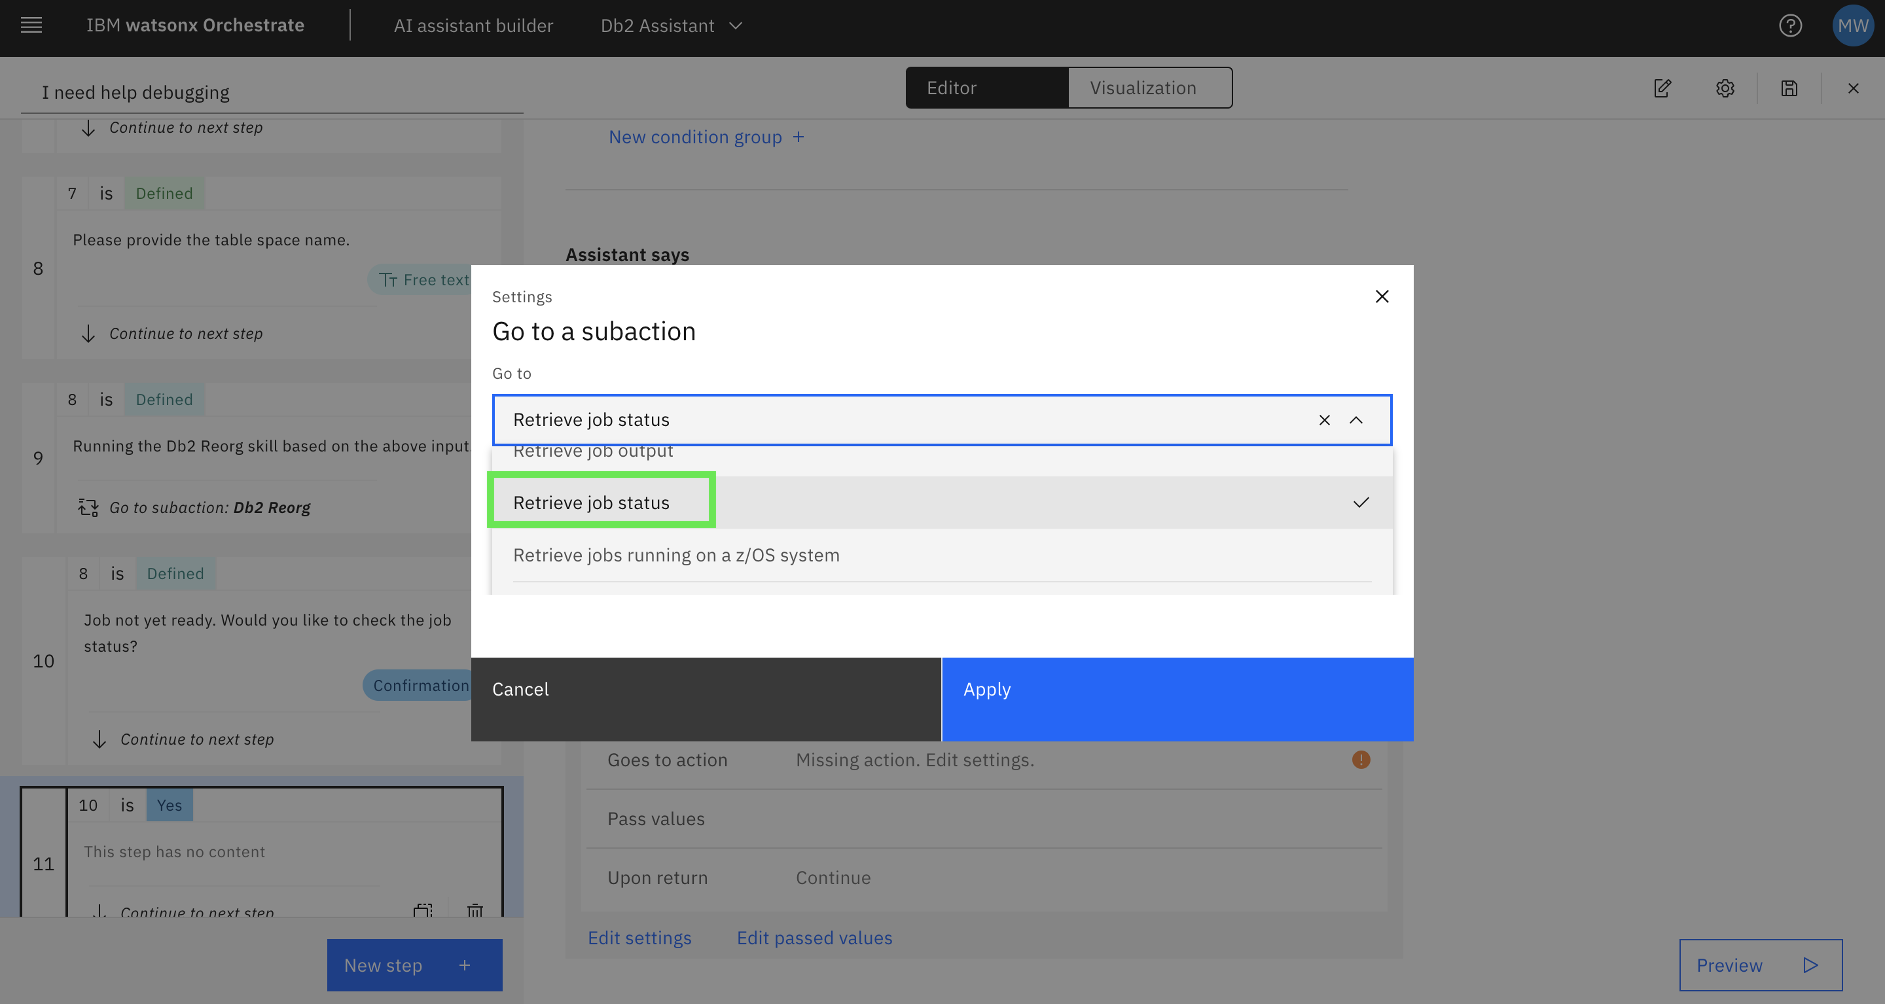 IBM watsonx Orchestrate
AI assistant builder
Db2 Assistant
MW
I need help debugging
Editor
Visualization
Continue to next step
New condition group +
7 is Defined
Please provide the table space name.
8
Free text
Continue to next step
Assistant says
Settings
Go to a subaction
Go to
Retrieve job status
Retrieve job output
Retrieve job status
Retrieve jobs running on a z/OS system
Cancel
Apply
8 is Defined
Running the Db2 Reorg skill based on the above input
9
Go to subaction: Db2 Reorg
8 is Defined
Job not yet ready. Would you like to check the job
status?
10
Confirmation
Continue to next step
Goes to action
Missing action. Edit settings.
Pass values
Upon return
Continue
10 is Yes
This step has no content
11
Continue to next step
Edit settings
Edit passed values
New step +
Preview